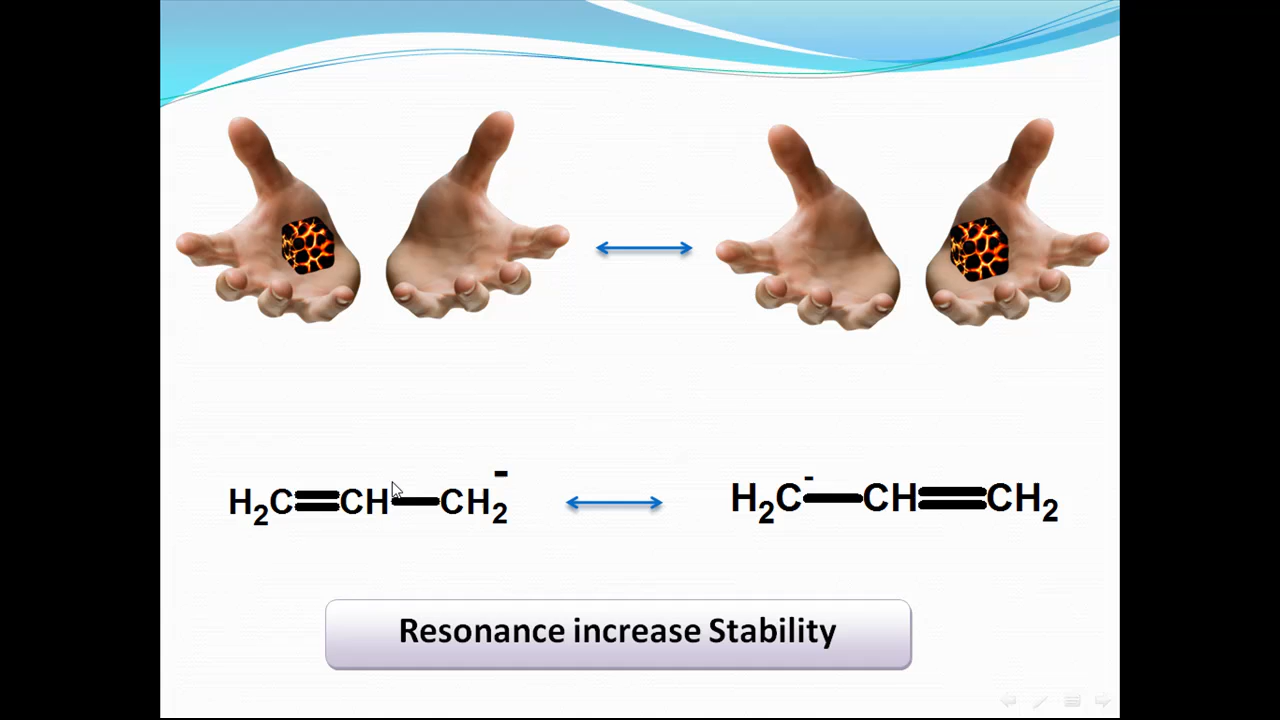 H₂C=CH—CH₂⁻ ↔ H₂C⁻—CH=CH₂
Resonance increase Stability